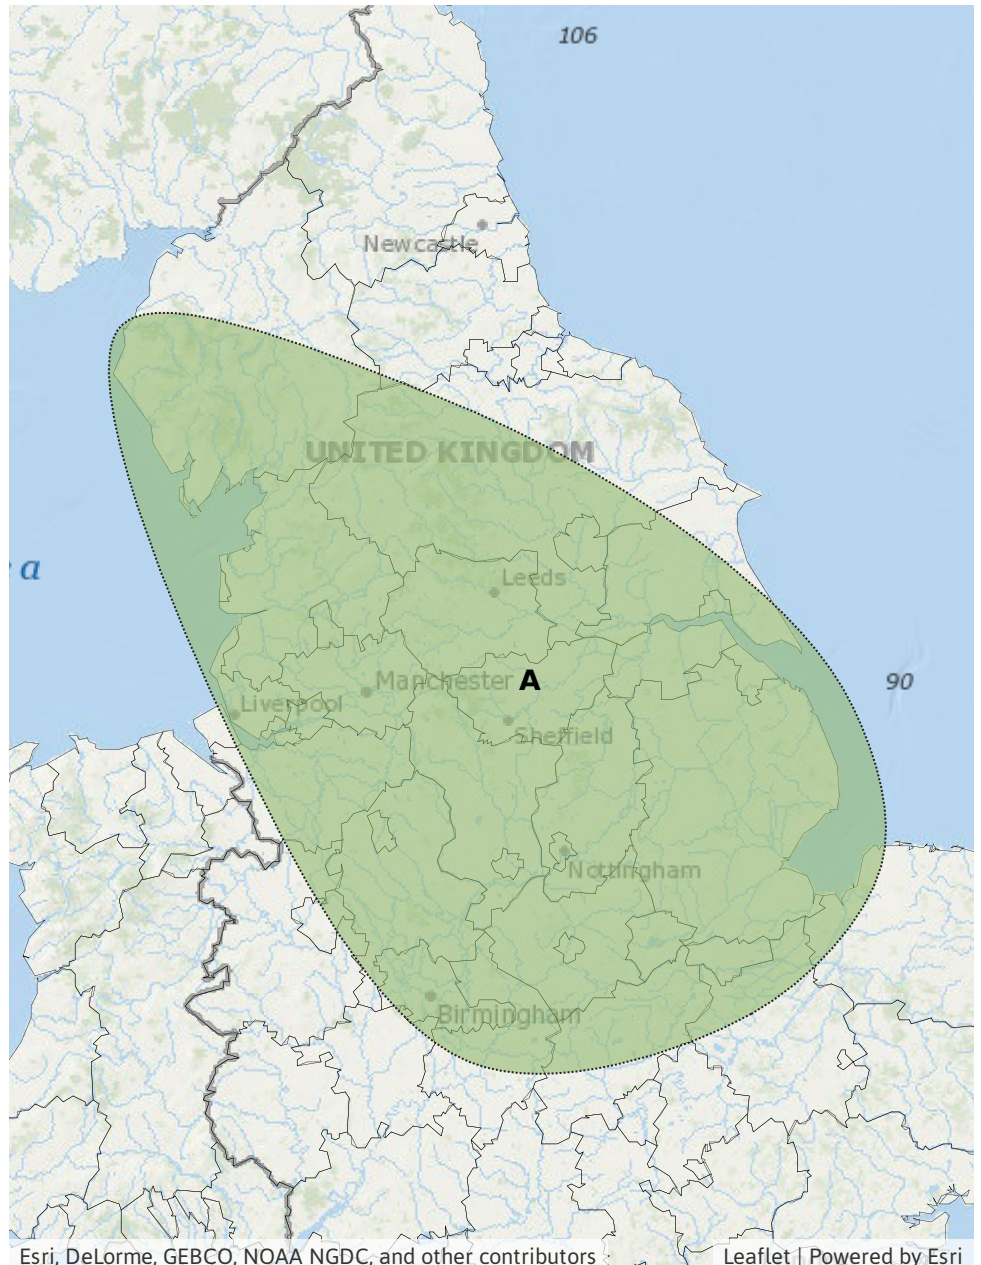 106
Newcastle
UNITED KINGDOM
a
Leeds
Manchester
A
90
Liverpool
Sheffield
Nottingham
Birmingham
Esri, DeLorme, GEBCO, NOAA NGDC, and other contributors
Leaflet | Powered by Esri